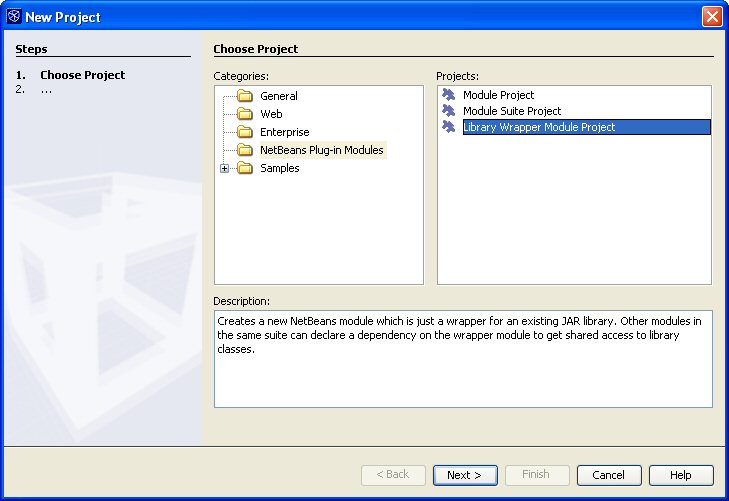 New Project
Steps
1. Choose Project
2. ...
Choose Project
Categories:
General
Web
Enterprise
NetBeans Plug-in Modules
Samples
Projects:
Module Project
Module Suite Project
Library Wrapper Module Project
Description:
Creates a new NetBeans module which is just a wrapper for an existing JAR library. Other modules in
the same suite can declare a dependency on the wrapper module to get shared access to library
classes.
< Back
Next >
Finish
Cancel
Help